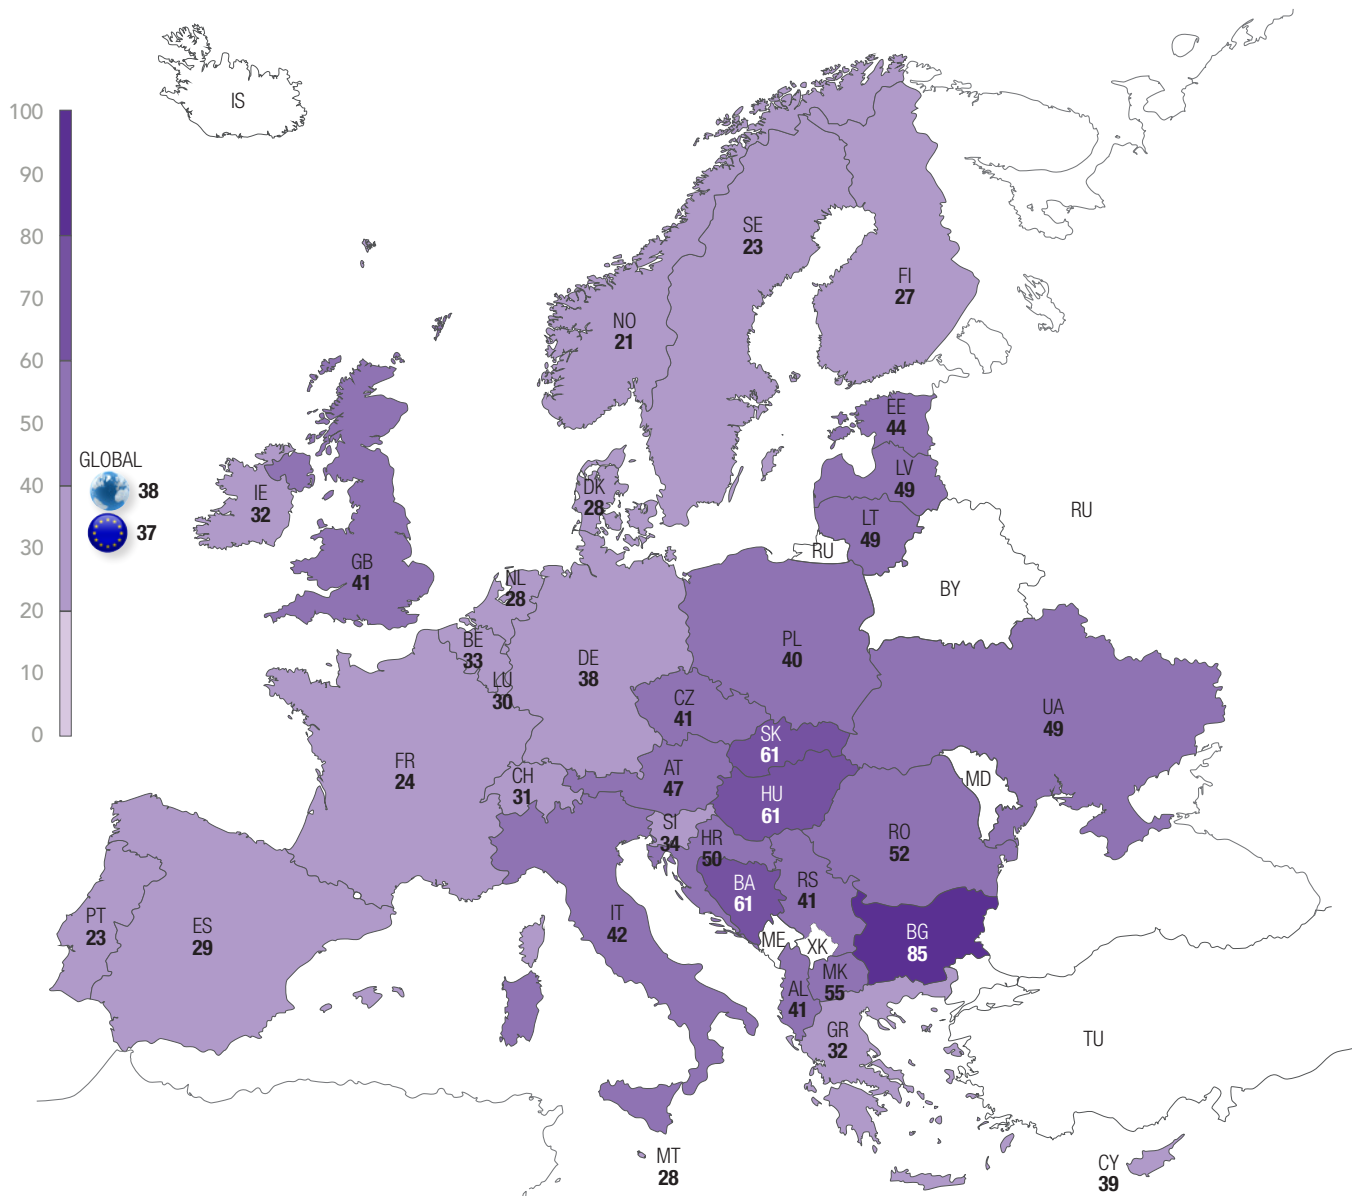 IS
100
90
80
70
60
50
40
30
20
10
0
GLOBAL
38
37
SE
23
FI
27
NO
21
EE
44
LV
49
LT
49
RU
RU
BY
IE
32
DK
28
GB
41
NL
28
BE
33
LU
30
DE
38
PL
40
CZ
41
SK
61
UA
49
FR
24
CH
31
AT
47
HU
61
MD
SI
34
HR
50
RO
52
BA
61
RS
41
PT
23
ES
29
IT
42
ME
XK
BG
85
MK
55
AL
41
GR
32
TU
MT
28
CY
39